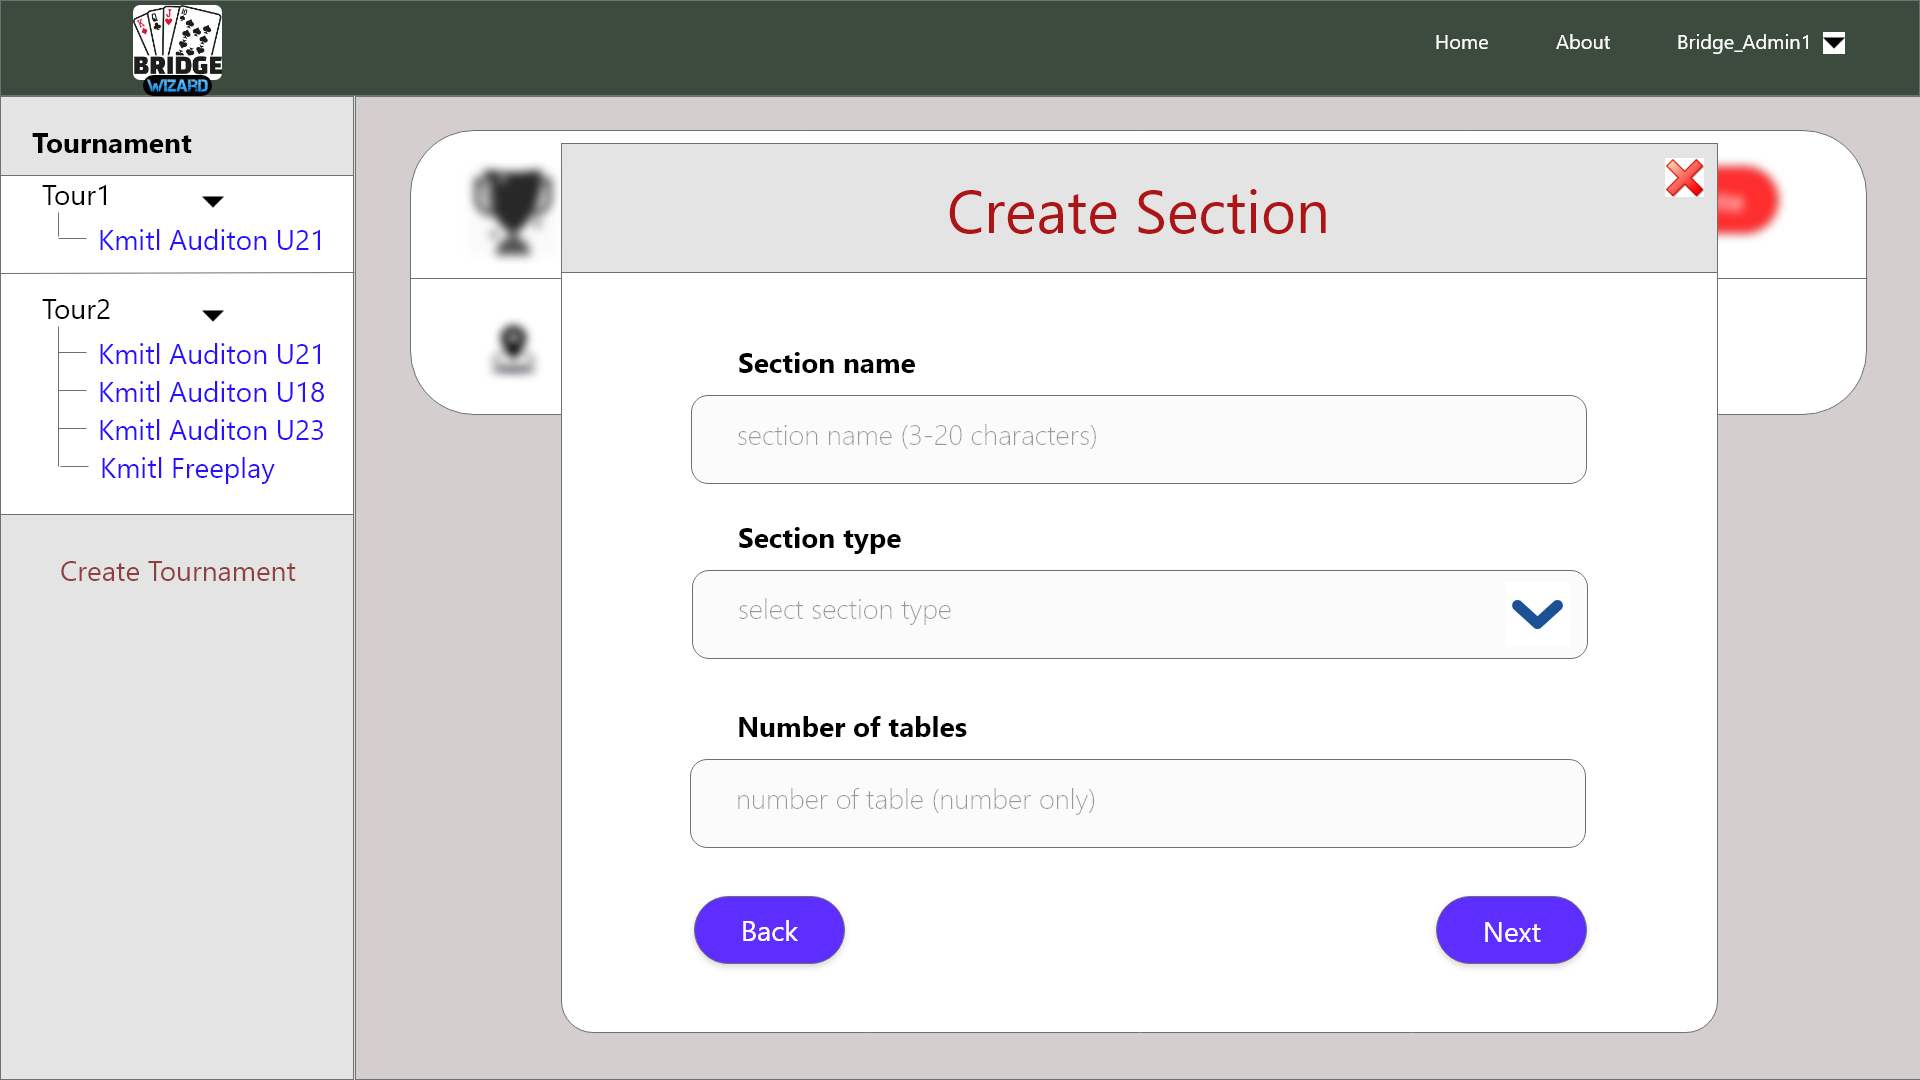 BRIDGE
WIZARD
Home
About
Bridge_Admin1
Tournament
Tour1
Kmitl Auditon U21
Tour2
Kmitl Auditon U21
Kmitl Auditon U18
Kmitl Auditon U23
Kmitl Freeplay
Create Tournament
Create Section
Section name
section name (3-20 characters)
Section type
select section type
Number of tables
number of table (number only)
Back
Next